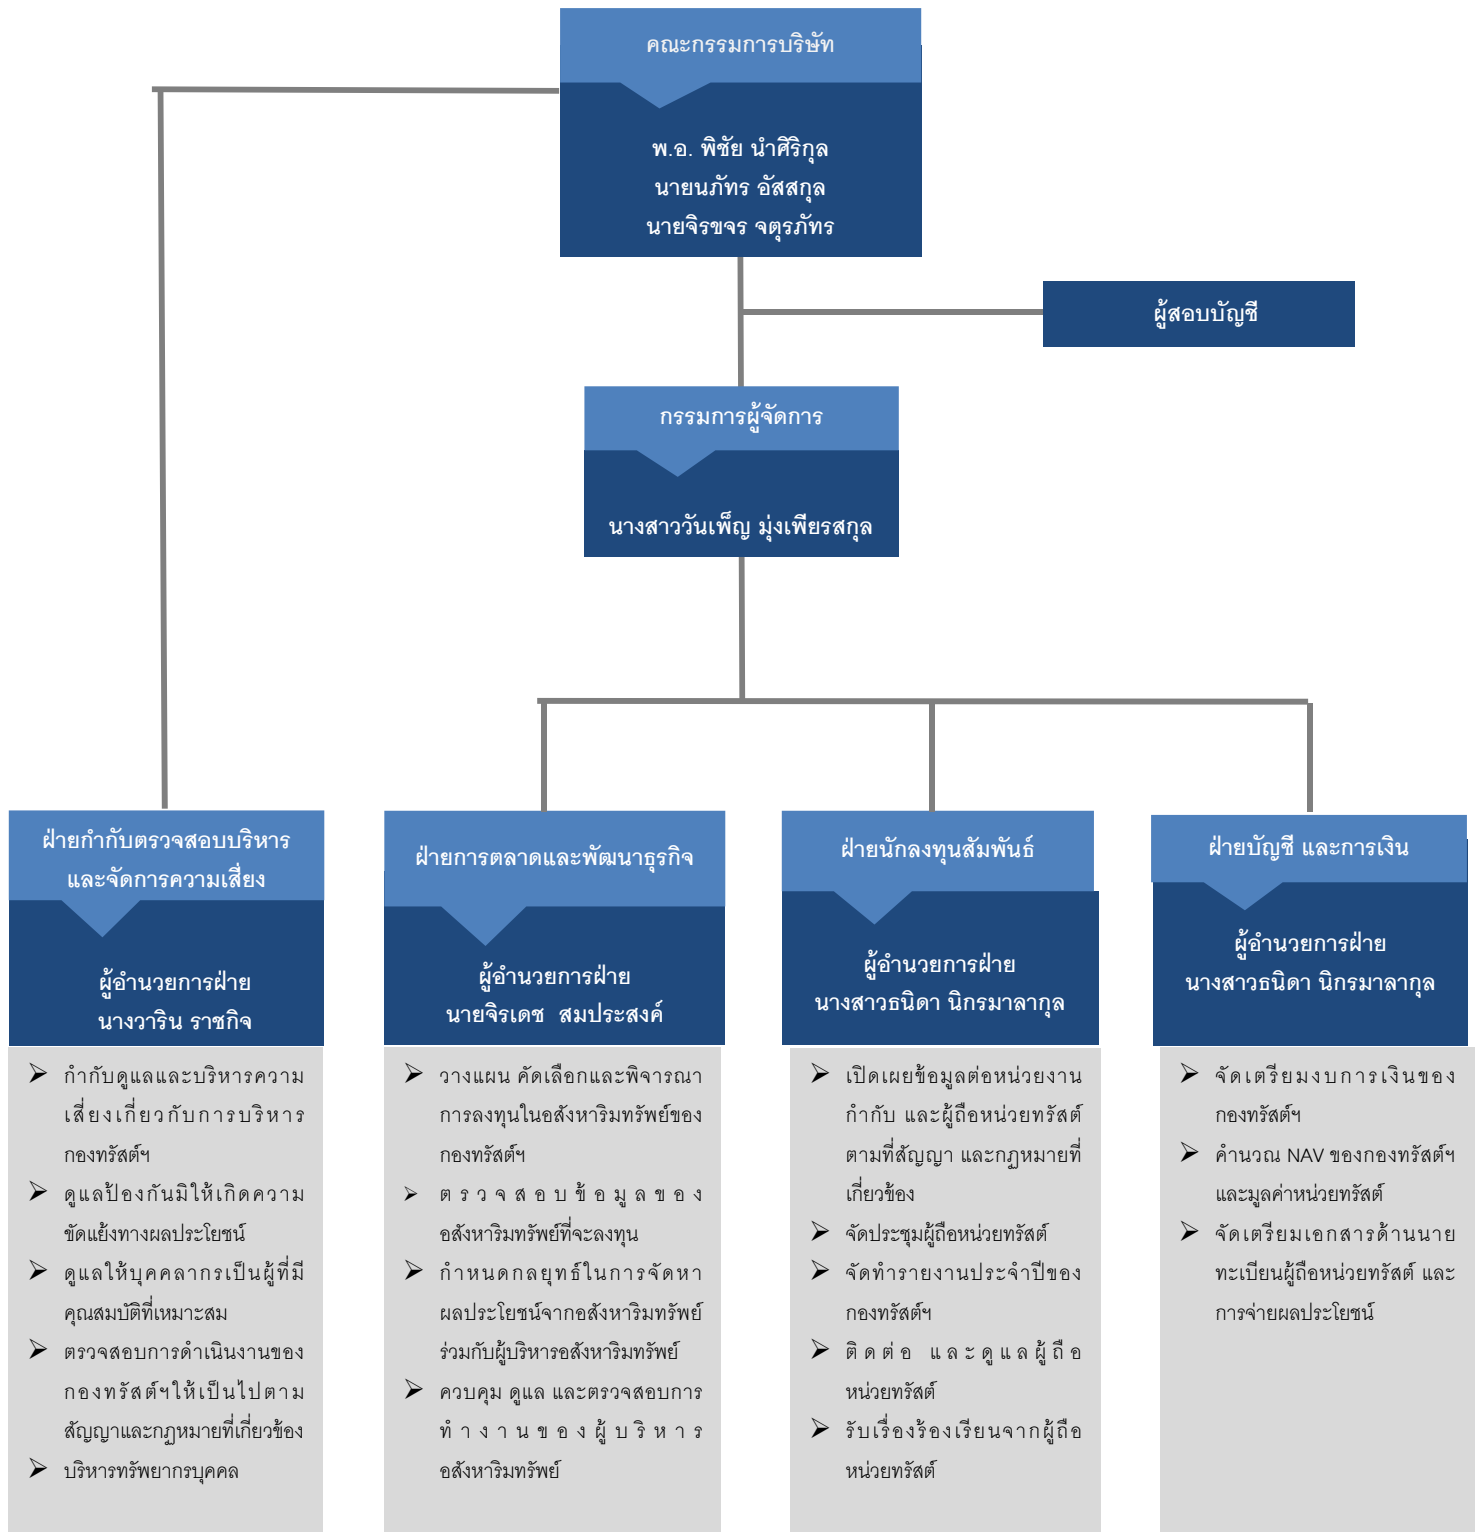 คณะกรรมการบริษัท
พ.อ. พิชัย นำศิริกุล
นายนภัทร อัสสกุล
นายจิรขจร จตุรภัทร
ผู้สอบบัญชี
กรรมการผู้จัดการ
นางสาววันเพ็ญ มุ่งเพียรสกุล
ฝ่ายกำกับตรวจสอบบริหาร
และจัดการความเสี่ยง
ผู้อำนวยการฝ่าย
นางวาริน ราชกิจ
➢ กำกับดูแลและบริหารความ
เสี่ยงเกี่ยวกับการบริหาร
กองทรัสต์ฯ
➢ ดูแลป้องกันมิให้เกิดความ
ขัดแย้งทางผลประโยชน์
➢ ดูแลให้บุคคลากรเป็นผู้ที่มี
คุณสมบัติที่เหมาะสม
➢ ตรวจสอบการดำเนินงานของ
กองทรัสต์ฯให้เป็นไปตาม
สัญญาและกฎหมายที่เกี่ยวข้อง
➢ บริหารทรัพยากรบุคคล
ฝ่ายการตลาดและพัฒนาธุรกิจ
ผู้อำนวยการฝ่าย
นายจิรเดช สมประสงค์
➢ วางแผน คัดเลือกและพิจารณา
การลงทุนในอสังหาริมทรัพย์ของ
กองทรัสต์ฯ
➢ ตรวจสอบข้อมูลของ
อสังหาริมทรัพย์ที่จะลงทุน
➢ กำหนดกลยุทธ์ในการจัดหา
ผลประโยชน์จากอสังหาริมทรัพย์
ร่วมกับผู้บริหารอสังหาริมทรัพย์
➢ ควบคุม ดูแล และตรวจสอบการ
ทำงานของผู้บริหาร
อสังหาริมทรัพย์
ฝ่ายนักลงทุนสัมพันธ์
ผู้อำนวยการฝ่าย
นางสาวธนิดา นิกรมาลากุล
➢ เปิดเผยข้อมูลต่อหน่วยงาน
กำกับ และผู้ถือหน่วยทรัสต์
ตามที่สัญญา และกฎหมายที่
เกี่ยวข้อง
➢ จัดประชุมผู้ถือหน่วยทรัสต์
➢ จัดทำรายงานประจำปีของ
กองทรัสต์ฯ
➢ ติดต่อ และดูแลผู้ถือ
หน่วยทรัสต์
➢ รับเรื่องร้องเรียนจากผู้ถือ
หน่วยทรัสต์
ฝ่ายบัญชี และการเงิน
ผู้อำนวยการฝ่าย
นางสาวธนิดา นิกรมาลากุล
➢ จัดเตรียมงบการเงินของ
กองทรัสต์ฯ
➢ คำนวณ NAV ของกองทรัสต์ฯ
และมูลค่าหน่วยทรัสต์
➢ จัดเตรียมเอกสารด้านนาย
ทะเบียนผู้ถือหน่วยทรัสต์ และ
การจ่ายผลประโยชน์